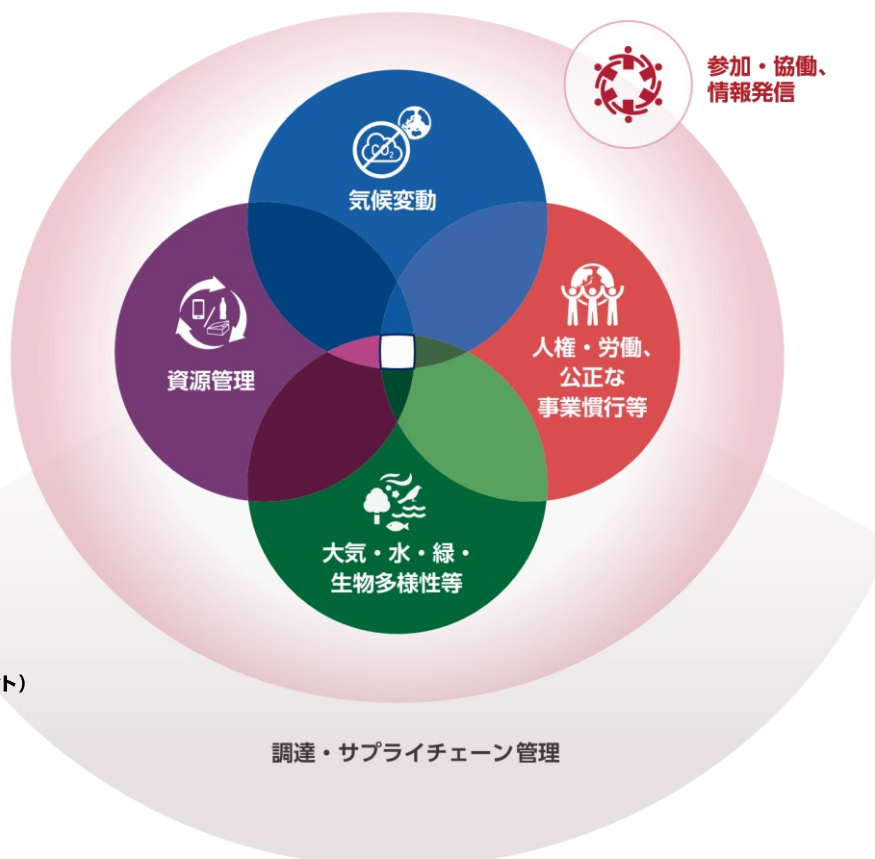 参加・協働、
情報発信
CO₂
気候変動
人権・労働、
公正な
事業慣行等
資源管理
大気・水・緑・
生物多様性等
ト）
調達・サプライチェーン管理